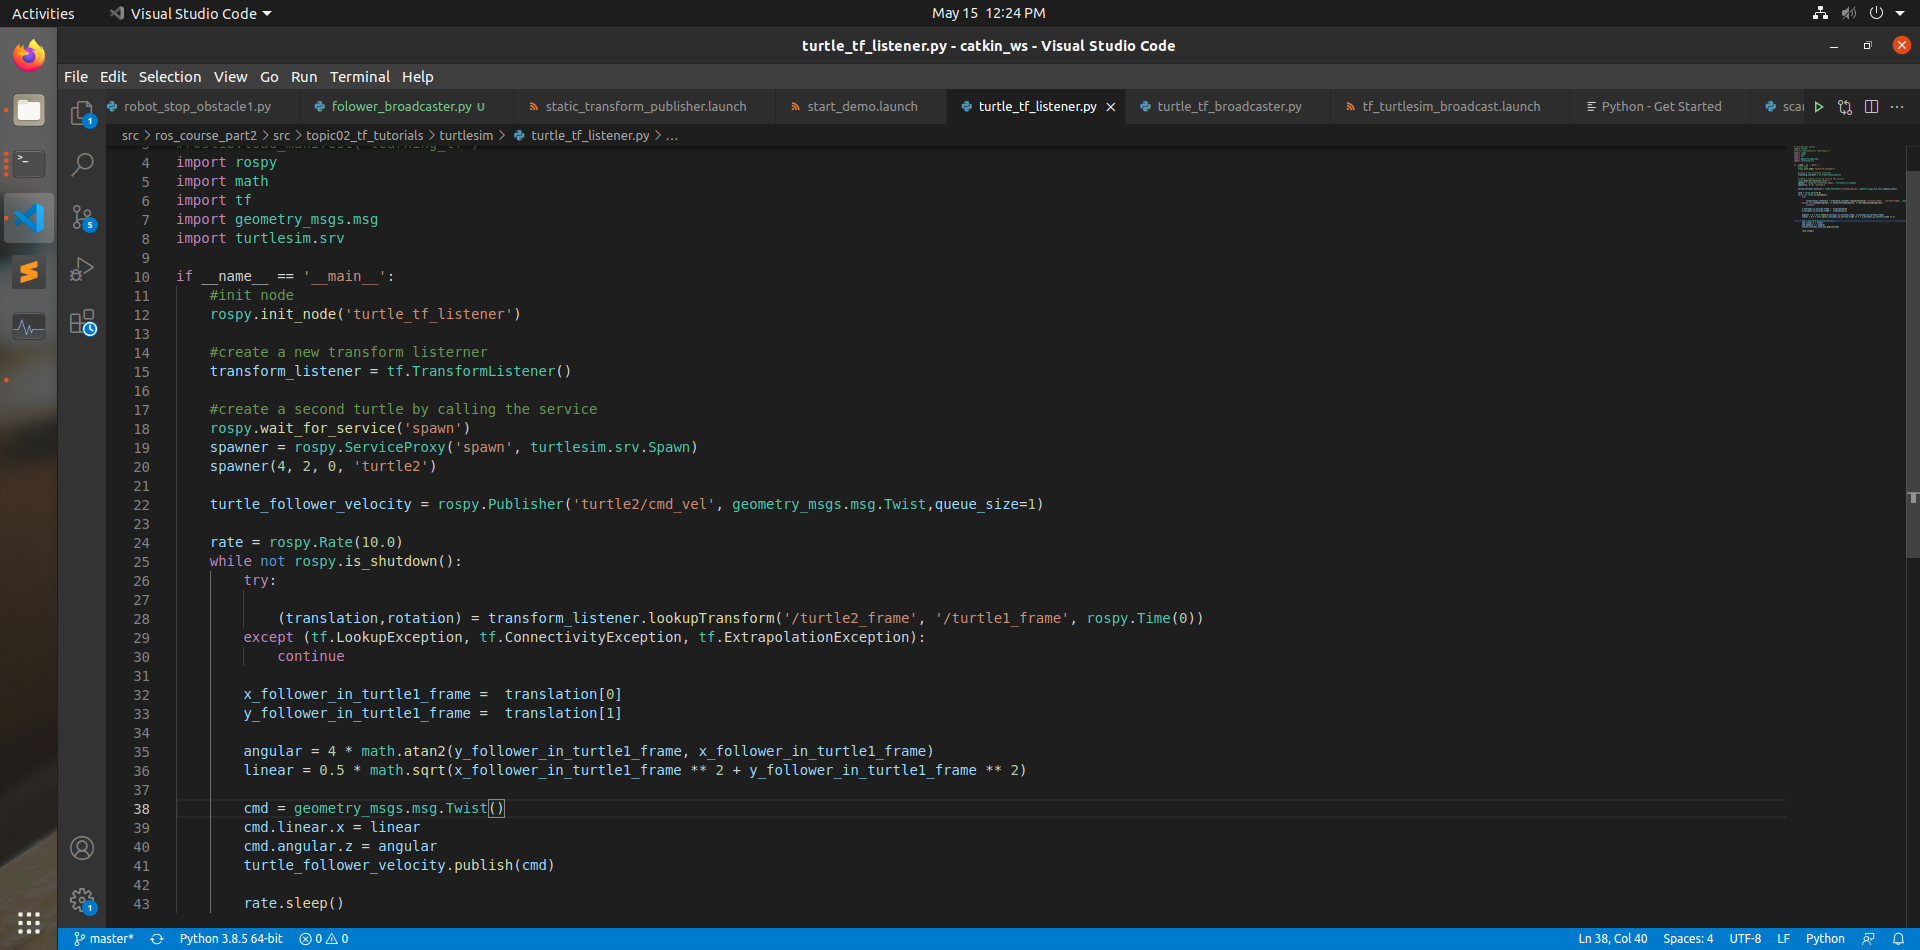 Activities Visual Studio Code May 15 12:24 PM
turtle_tf_listener.py - catkin_ws - Visual Studio Code
File Edit Selection View Go Run Terminal Help
robot_stop_obstacle1.py folower_broadcaster.py U static_transform_publisher.launch start_demo.launch turtle_tf_listener.py turtle_tf_broadcaster.py tf_turtlesim_broadcast.launch Python - Get Started scar
src > ros_course_part2 > src > topic02_tf_tutorials > turtlesim > turtle_tf_listener.py > ...
4 import rospy
5 import math
6 import tf
7 import geometry_msgs.msg
8 import turtlesim.srv
9
10 if __name__ == '__main__':
11 #init node
12 rospy.init_node('turtle_tf_listener')
13
14 #create a new transform listerner
15 transform_listener = tf.TransformListener()
16
17 #create a second turtle by calling the service
18 rospy.wait_for_service('spawn')
19 spawner = rospy.ServiceProxy('spawn', turtlesim.srv.Spawn)
20 spawner(4, 2, 0, 'turtle2')
21
22 turtle_follower_velocity = rospy.Publisher('turtle2/cmd_vel', geometry_msgs.msg.Twist,queue_size=1)
23
24 rate = rospy.Rate(10.0)
25 while not rospy.is_shutdown():
26 try:
27
28 (translation,rotation) = transform_listener.lookupTransform('/turtle2_frame', '/turtle1_frame', rospy.Time(0))
29 except (tf.LookupException, tf.ConnectivityException, tf.ExtrapolationException):
30 continue
31
32 x_follower_in_turtle1_frame = translation[0]
33 y_follower_in_turtle1_frame = translation[1]
34
35 angular = 4 * math.atan2(y_follower_in_turtle1_frame, x_follower_in_turtle1_frame)
36 linear = 0.5 * math.sqrt(x_follower_in_turtle1_frame ** 2 + y_follower_in_turtle1_frame ** 2)
37
38 cmd = geometry_msgs.msg.Twist()
39 cmd.linear.x = linear
40 cmd.angular.z = angular
41 turtle_follower_velocity.publish(cmd)
42
43 rate.sleep()
1
5
1
master* Python 3.8.5 64-bit 0 0 Ln 38, Col 40 Spaces: 4 UTF-8 LF Python